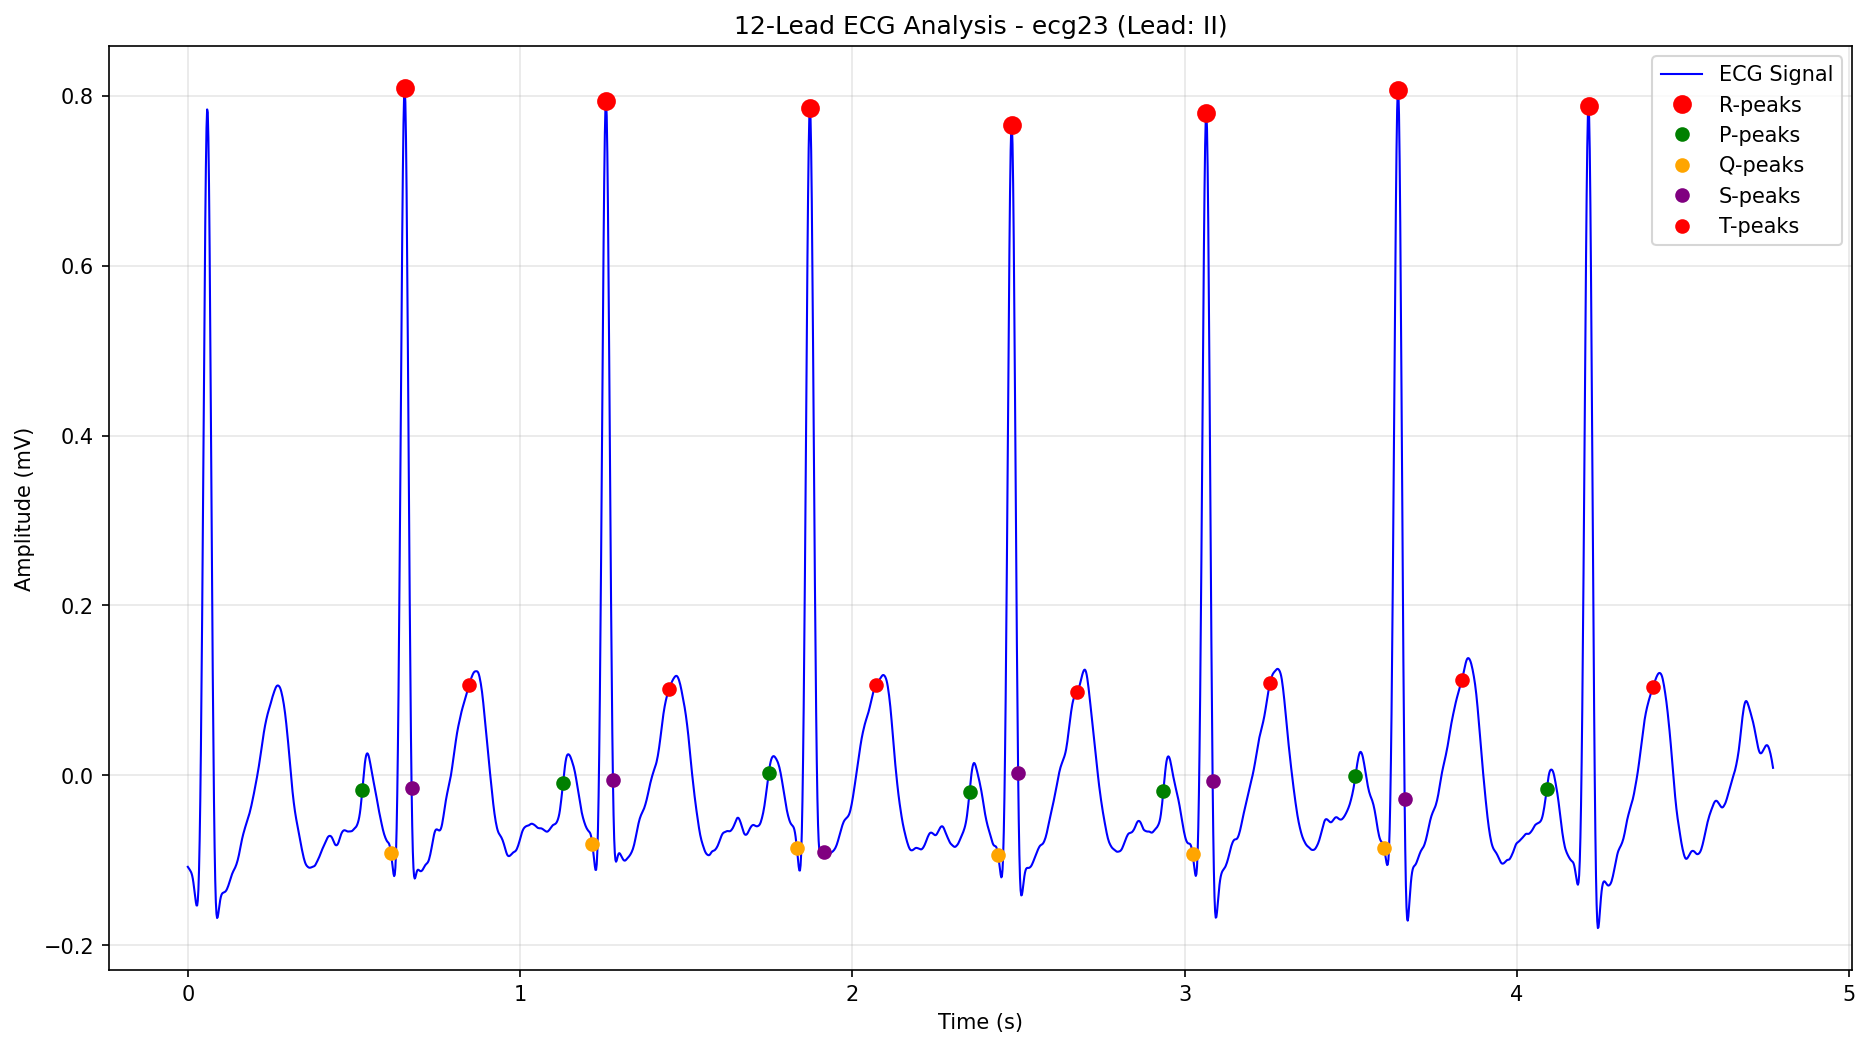 12-Lead ECG Analysis - ecg23 (Lead: II)
ECG Signal
R-peaks
P-peaks
Q-peaks
S-peaks
T-peaks
Amplitude (mV)
0.8
0.6
0.4
0.2
0.0
−0.2
0 1 2 3 4 5
Time (s)